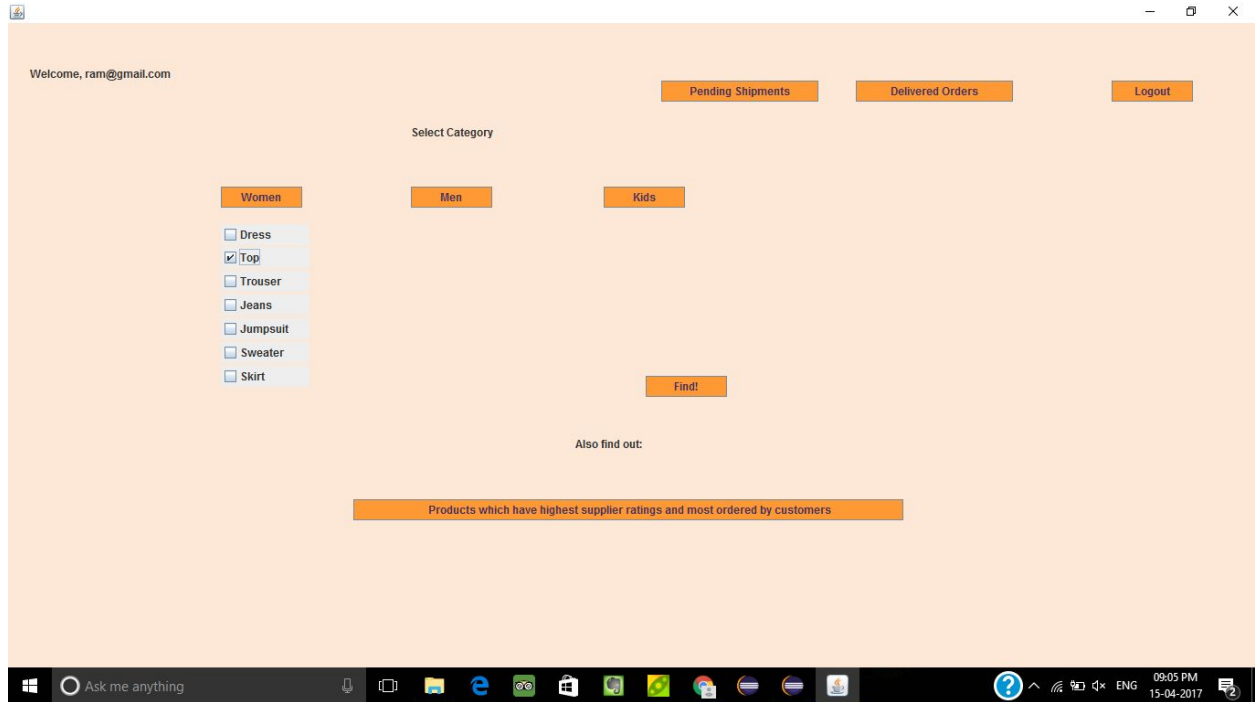 Welcome, ram@gmail.com
Pending Shipments
Delivered Orders
Logout
Select Category
Women
Men
Kids
Dress
Top
Trouser
Jeans
Jumpsuit
Sweater
Skirt
Find!
Also find out:
Products which have highest supplier ratings and most ordered by customers
Ask me anything
ENG
09:05 PM
15-04-2017
2